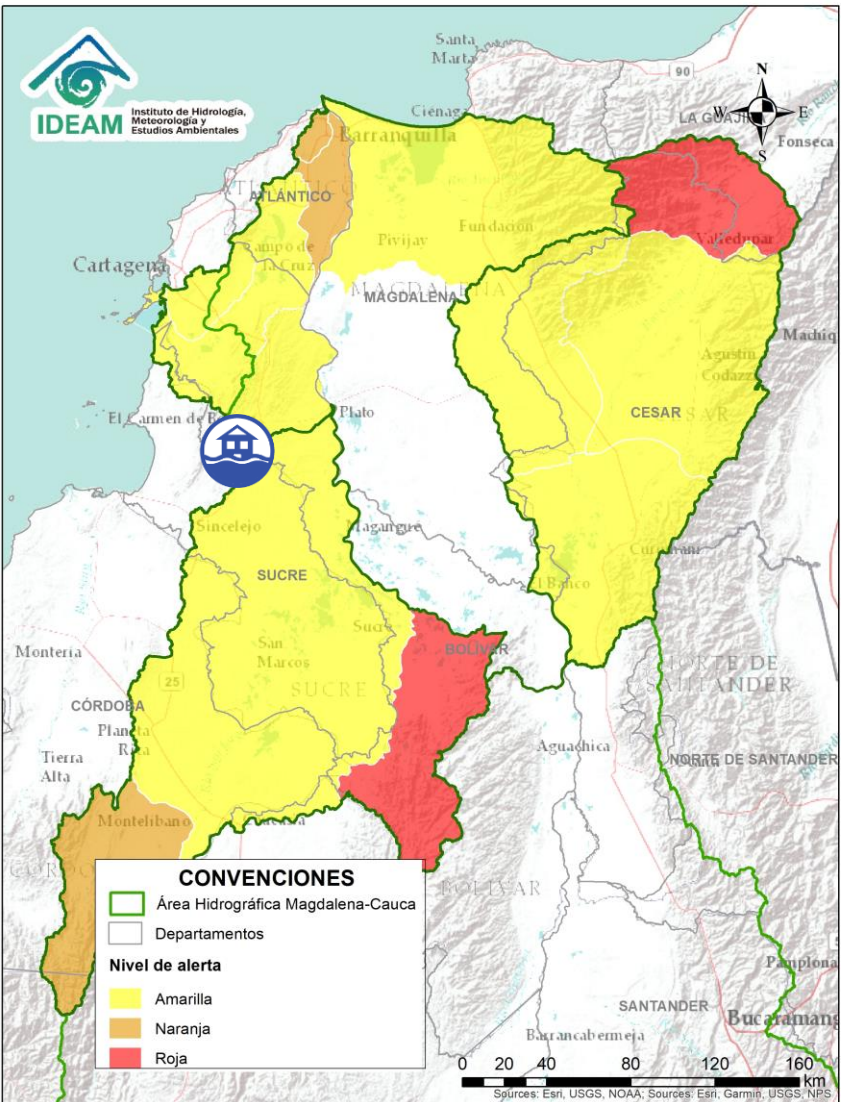 IDEAM
Instituto de Hidrología,
Meteorología y
Estudios Ambientales
Santa
Marta
90
N
W
E
S
LA GUAJIRA
Ciénaga
Barranquilla
Fonseca
ATLÁNTICO
Valledupar
Campo de
la Cruz
Pivijay
Fundación
Cartagena
MAGDALENA
MAGDALENA
Machiq
Agustín
Codazzi
CESAR
El Carmen de B
Plato
Sincelejo
Magangue
Curumaní
SUCRE
El Banco
Sucre
San
Marcos
BOLÍVAR
Montería
SUCRE
NORTE DE
SANTANDER
25
CÓRDOBA
Planeta
Rica
Aguachica
NORTE DE SANTANDER
Tierra
Alta
Montelíbano
Caucasia
BOLÍVAR
CONVENCIONES
Área Hidrográfica Magdalena-Cauca
Departamentos
Nivel de alerta
Amarilla
Naranja
Roja
Pamplona
SANTANDER
Bucaramang
Barrancabermeja
0 20 40 80 120 160
km
Sources: Esri, USGS, NOAA; Sources: Esri, Garmin, USGS, NPS